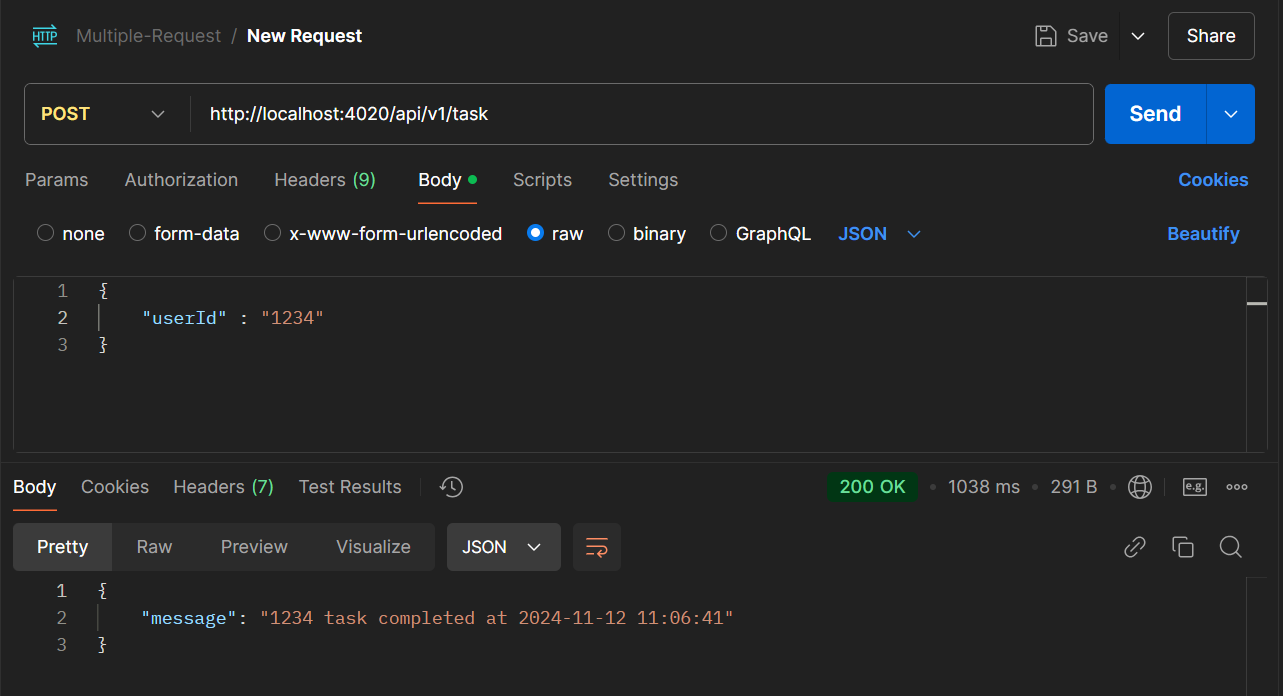 HTTP Multiple-Request / New Request Save Share
POST http://localhost:4020/api/v1/task Send
Params Authorization Headers (9) Body Scripts Settings Cookies
none form-data x-www-form-urlencoded raw binary GraphQL JSON Beautify
1 {
2 "userId" : "1234"
3 }
Body Cookies Headers (7) Test Results 200 OK • 1038 ms • 291 B • e.g.
Pretty Raw Preview Visualize JSON
1 {
2 "message": "1234 task completed at 2024-11-12 11:06:41"
3 }